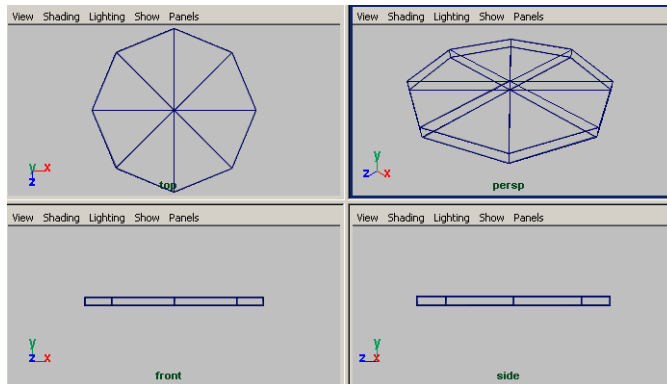 View Shading Lighting Show Panels
y x
z
top
View Shading Lighting Show Panels
y
z x
persp
View Shading Lighting Show Panels
y
z x
front
View Shading Lighting Show Panels
y
z x
side